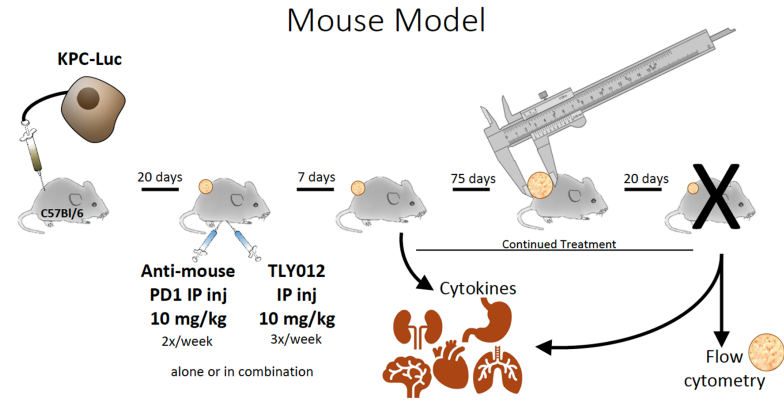 Mouse Model
KPC-Luc
C57Bl/6
20 days
7 days
75 days
20 days
Continued Treatment
Anti-mouse
PD1 IP inj
10 mg/kg
2x/week
TLY012
IP inj
10 mg/kg
3x/week
alone or in combination
Cytokines
Flow
cytometry